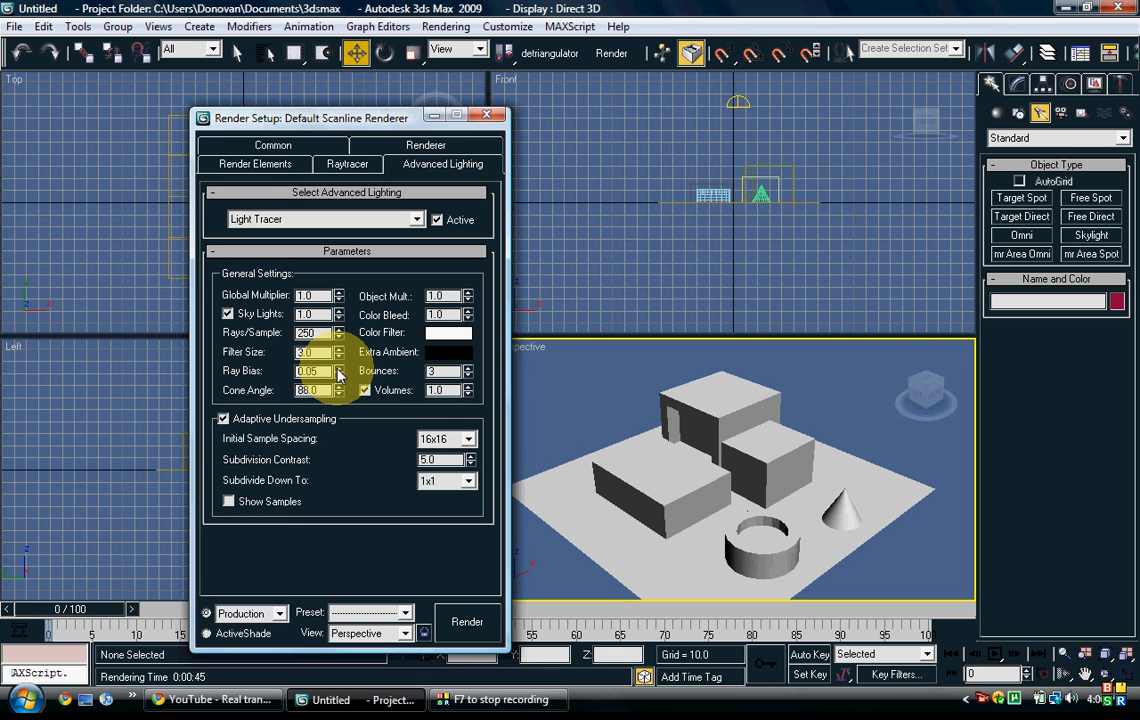 Untitled - Project Folder: C:\Users\Donovan\Documents\3dsmax - Autodesk 3ds Max 2009 - Display : Direct 3D
File Edit Tools Group Views Create Modifiers Animation Graph Editors Rendering Customize MAXScript Help
All View detriangulator Render Create Selection Set
Top
Front
Render Setup: Default Scanline Renderer
Common Renderer
Render Elements Raytracer Advanced Lighting
Select Advanced Lighting
Light Tracer Active
Parameters
General Settings:
Global Multiplier: 1.0 Object Mult.: 1.0
Sky Lights: 1.0 Color Bleed: 1.0
Rays/Sample: 250 Color Filter:
Filter Size: 3.0 Extra Ambient:
Ray Bias: 0.05 Bounces: 3
Cone Angle: 88.0 Volumes: 1.0
Adaptive Undersampling
Initial Sample Spacing: 16x16
Subdivision Contrast: 5.0
Subdivide Down To: 1x1
Show Samples
Production Preset:
ActiveShade View: Perspective
Render
Left
spective
Standard
Object Type
AutoGrid
Target Spot Free Spot
Target Direct Free Direct
Omni Skylight
mr Area Omni mr Area Spot
Name and Color
0 / 100
0 5 10 15 55 60 65 70 75 80 85 90 95 10
None Selected X: Y: Z: Grid = 10.0 Auto Key Selected
AXScript. Rendering Time 0:00:45 Add Time Tag Set Key Key Filters... 0
YouTube - Real tran... Untitled - Project... F7 to stop recording